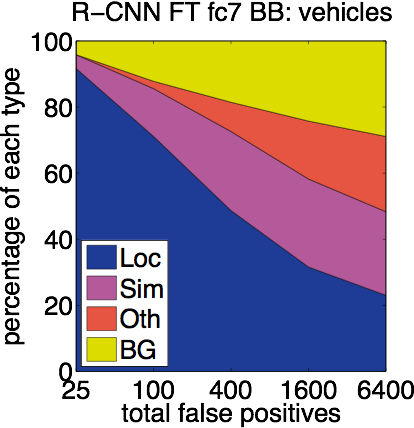 R−CNN FT fc7 BB: vehicles
percentage of each type
100
80
60
40
20
0
Loc
Sim
Oth
BG
25 100 400 1600 6400
total false positives